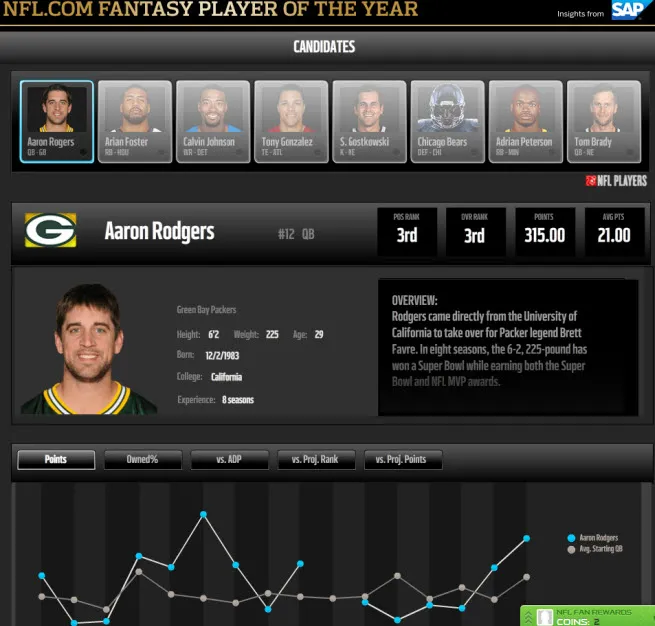 NFL.COM FANTASY PLAYER OF THE YEAR
Insights from SAP
CANDIDATES
Aaron Rogers
QB - GB
Arian Foster
RB - HOU
Calvin Johnson
WR - DET
Tony Gonzalez
TE - ATL
S. Gostkowski
K - NE
Chicago Bears
DEF - CHI
Adrian Peterson
RB - MIN
Tom Brady
QB - NE
NFL PLAYERS
G
Aaron Rodgers
#12 QB
POS RANK
3rd
OVR RANK
3rd
POINTS
315.00
AVG PTS
21.00
Green Bay Packers
Height: 6'2 Weight: 225 Age: 29
Born: 12/2/1983
College: California
Experience: 8 seasons
OVERVIEW:
Rodgers came directly from the University of
California to take over for Packer legend Brett
Favre. In eight seasons, the 6-2, 225-pound has
won a Super Bowl while earning both the Super
Bowl and NFL MVP awards.
Points
Owned%
vs. ADP
vs. Proj. Rank
vs. Proj. Points
Aaron Rodgers
Avg. Starting QB
NFL FAN REWARDS
COINS: 2